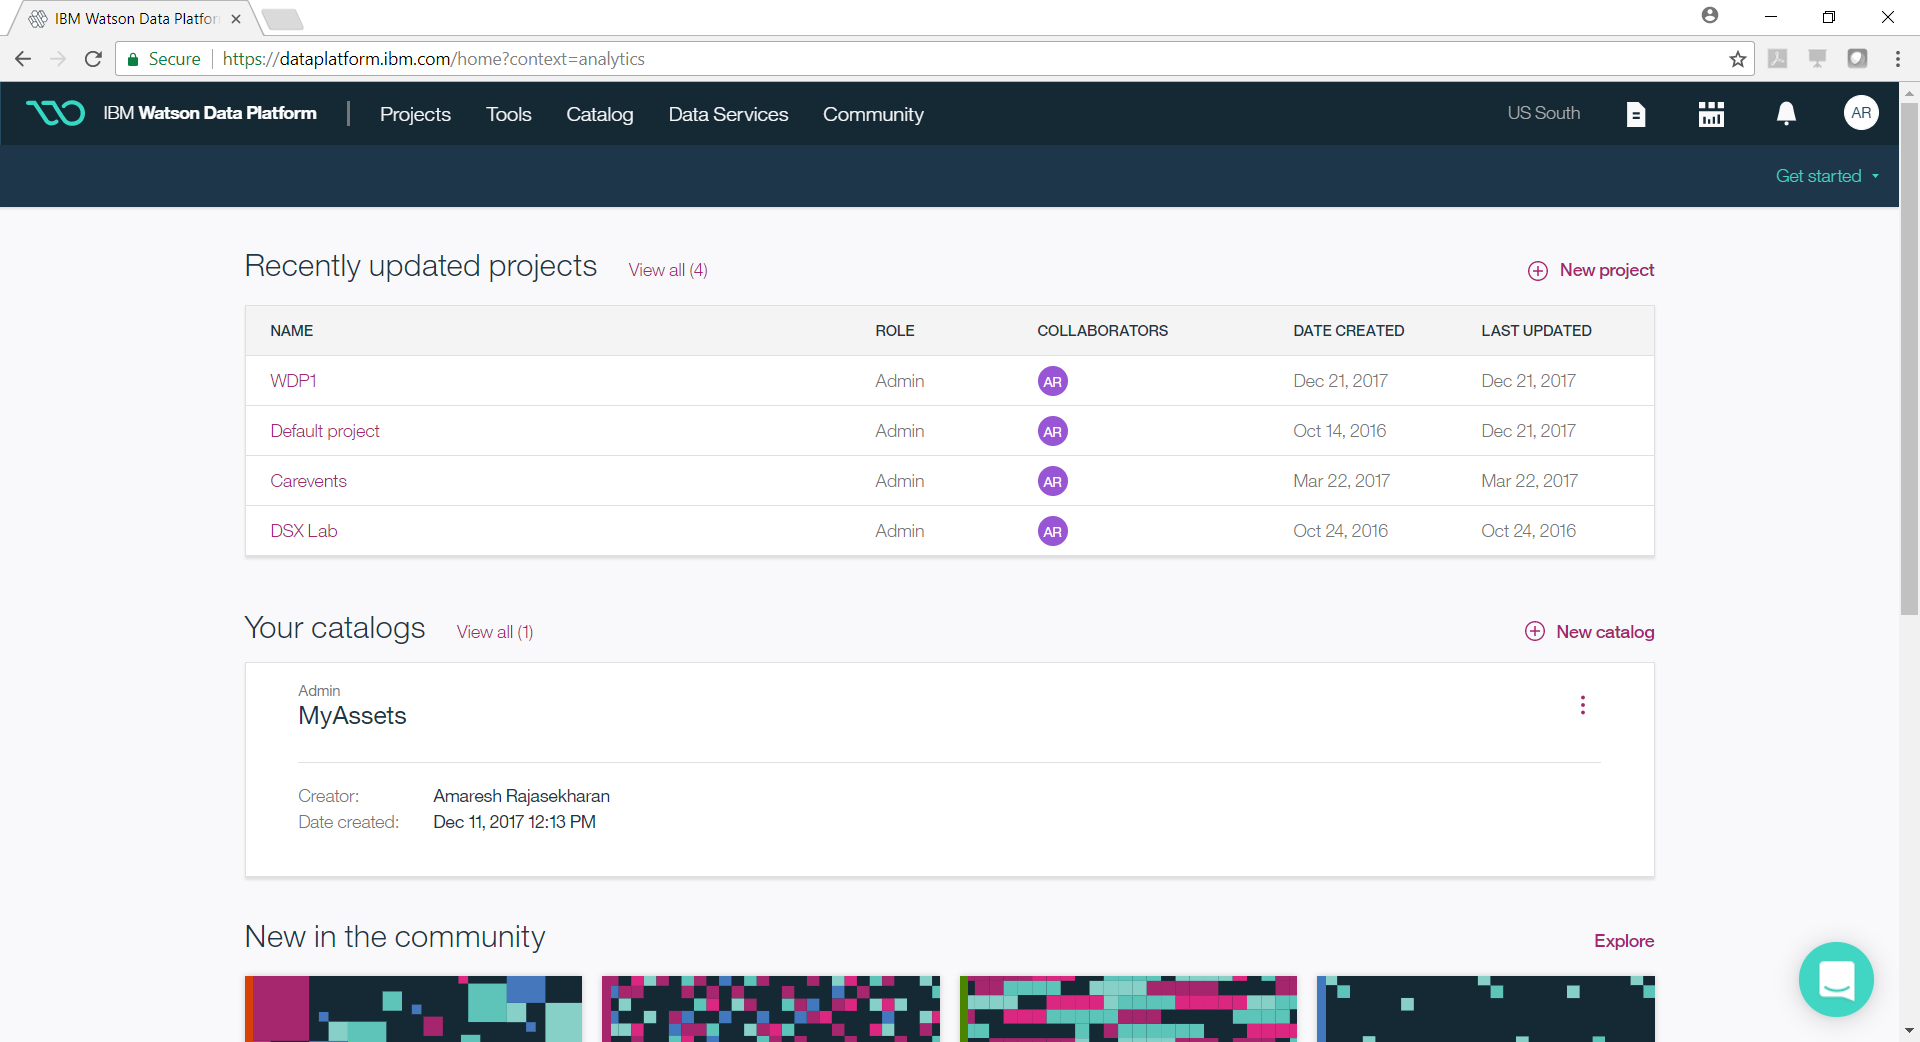 IBM Watson Data Platfor
Secure https://dataplatform.ibm.com/home?context=analytics
IBM Watson Data Platform Projects Tools Catalog Data Services Community US South AR
Get started
Recently updated projects View all (4) New project
NAME ROLE COLLABORATORS DATE CREATED LAST UPDATED
WDP1 Admin AR Dec 21, 2017 Dec 21, 2017
Default project Admin AR Oct 14, 2016 Dec 21, 2017
Carevents Admin AR Mar 22, 2017 Mar 22, 2017
DSX Lab Admin AR Oct 24, 2016 Oct 24, 2016
Your catalogs View all (1) New catalog
Admin
MyAssets
Creator: Amaresh Rajasekharan
Date created: Dec 11, 2017 12:13 PM
New in the community Explore